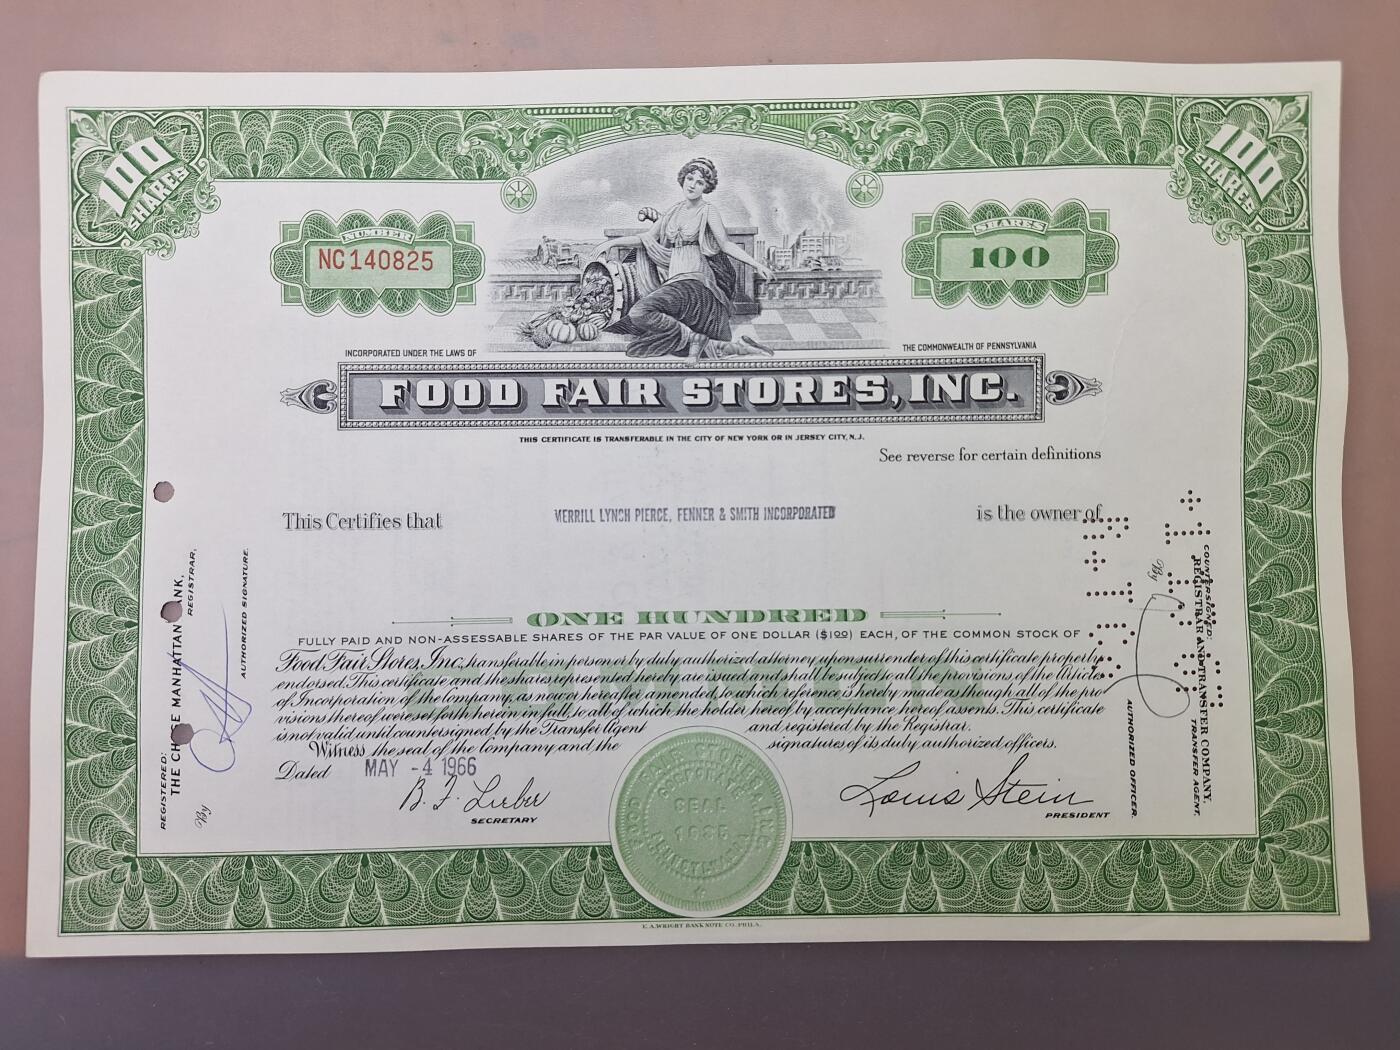 100 SHARES
100 SHARES
NUMBER
NC 140825
SHARES
100
INCORPORATED UNDER THE LAWS OF
THE COMMONWEALTH OF PENNSYLVANIA
FOOD FAIR STORES, INC.
THIS CERTIFICATE IS TRANSFERABLE IN THE CITY OF NEW YORK OR IN JERSEY CITY, N.J.
See reverse for certain definitions
This Certifies that
MERRILL LYNCH PIERCE, FENNER & SMITH INCORPORATED
is the owner of
ONE HUNDRED
FULLY PAID AND NON-ASSESSABLE SHARES OF THE PAR VALUE OF ONE DOLLAR ($1.00) EACH, OF THE COMMON STOCK OF
Food Fair Stores, Inc., transferable in person or by duly authorized attorney upon surrender of this certificate properly
endorsed. This certificate and the shares represented hereby are issued and shall be subject to all the provisions of the Articles
of Incorporation of the Company, as now or hereafter amended, to which reference is hereby made as though all of the pro-
visions thereof were set forth herein in full, to all of which the holder hereof by acceptance hereof assents. This certificate
is not valid until countersigned by the Transfer Agent and registered by the Registrar.
Witness the seal of the Company and the signatures of its duly authorized officers.
Dated MAY -4 1966
B. F. Lieber
SECRETARY
Louis Stein
PRESIDENT
FOOD FAIR STORES, INC.
CORPORATE
SEAL
1935
PENNSYLVANIA
REGISTERED:
THE CHASE MANHATTAN BANK,
REGISTRAR,
By
AUTHORIZED SIGNATURE.
COUNTERSIGNED:
REGISTRAR AND TRANSFER COMPANY,
TRANSFER AGENT,
By
AUTHORIZED OFFICER.
E. A. WRIGHT BANK NOTE CO. PHILA.